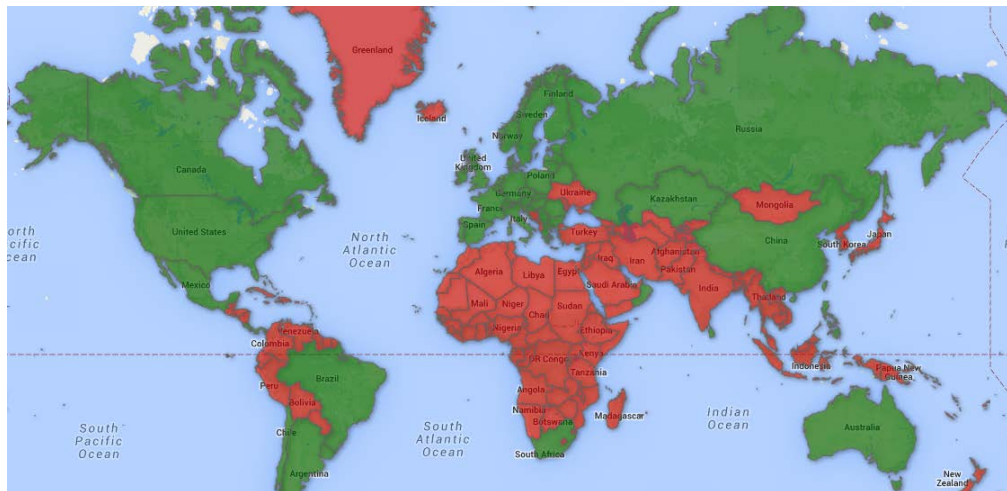 Greenland
Iceland
Finland
Sweden
Norway
Russia
Canada
United
Kingdom
Poland
Germany
Ukraine
Kazakhstan
Mongolia
France
Italy
Spain
Turkey
United States
North
Atlantic
Ocean
orth
acific
cean
China
Japan
South Korea
Iraq
Iran
Afghanistan
Pakistan
Algeria
Libya
Egypt
Saudi Arabia
India
Thailand
Mexico
Mali
Niger
Chad
Sudan
Nigeria
Ethiopia
Venezuela
Colombia
DR Congo
Kenya
Tanzania
Indonesia
Papua New
Guinea
Brazil
Peru
Bolivia
Angola
Namibia
Botswana
Madagascar
Indian
Ocean
South
Pacific
Ocean
Chile
South
Atlantic
Ocean
Australia
South Africa
Argentina
New
Zealand